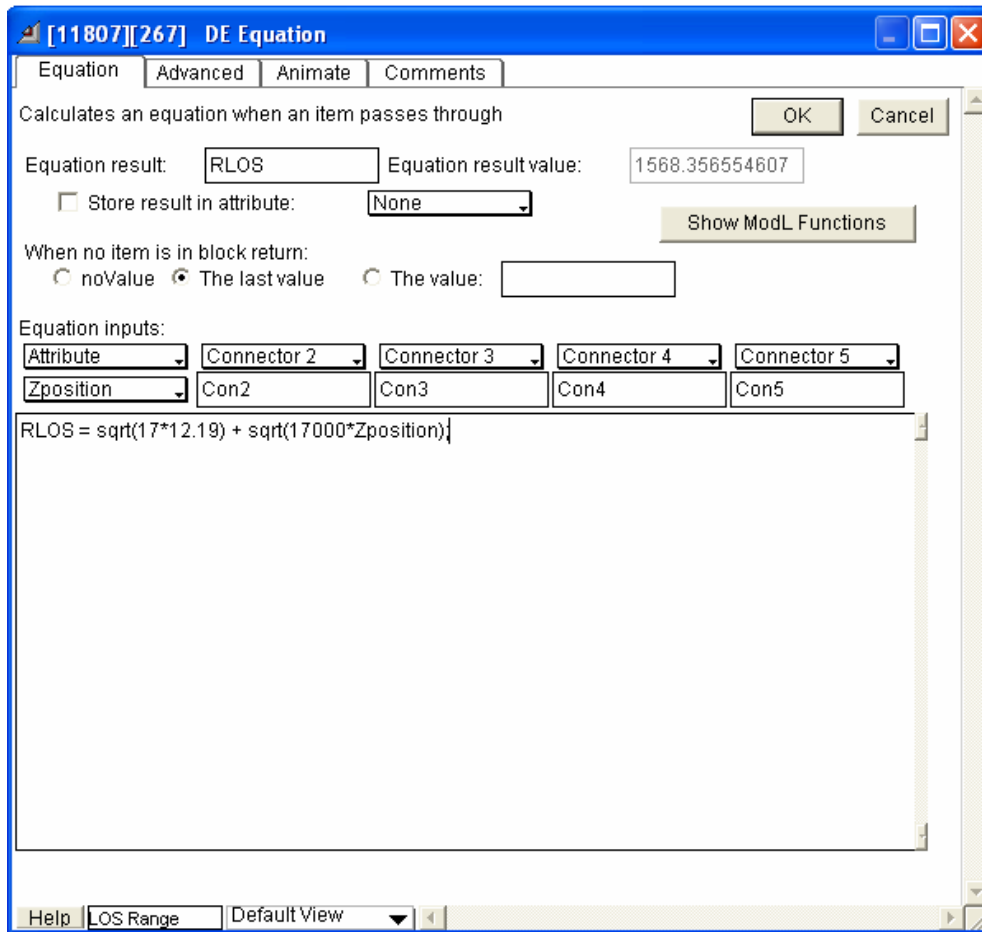 [11807][267] DE Equation
Equation Advanced Animate Comments
Calculates an equation when an item passes through OK Cancel
Equation result: RLOS Equation result value: 1568.356554607
Store result in attribute: None
Show ModL Functions
When no item is in block return:
noValue The last value The value:
Equation inputs:
Attribute Connector 2 Connector 3 Connector 4 Connector 5
Zposition Con2 Con3 Con4 Con5
RLOS = sqrt(17*12.19) + sqrt(17000*Zposition);
Help LOS Range Default View